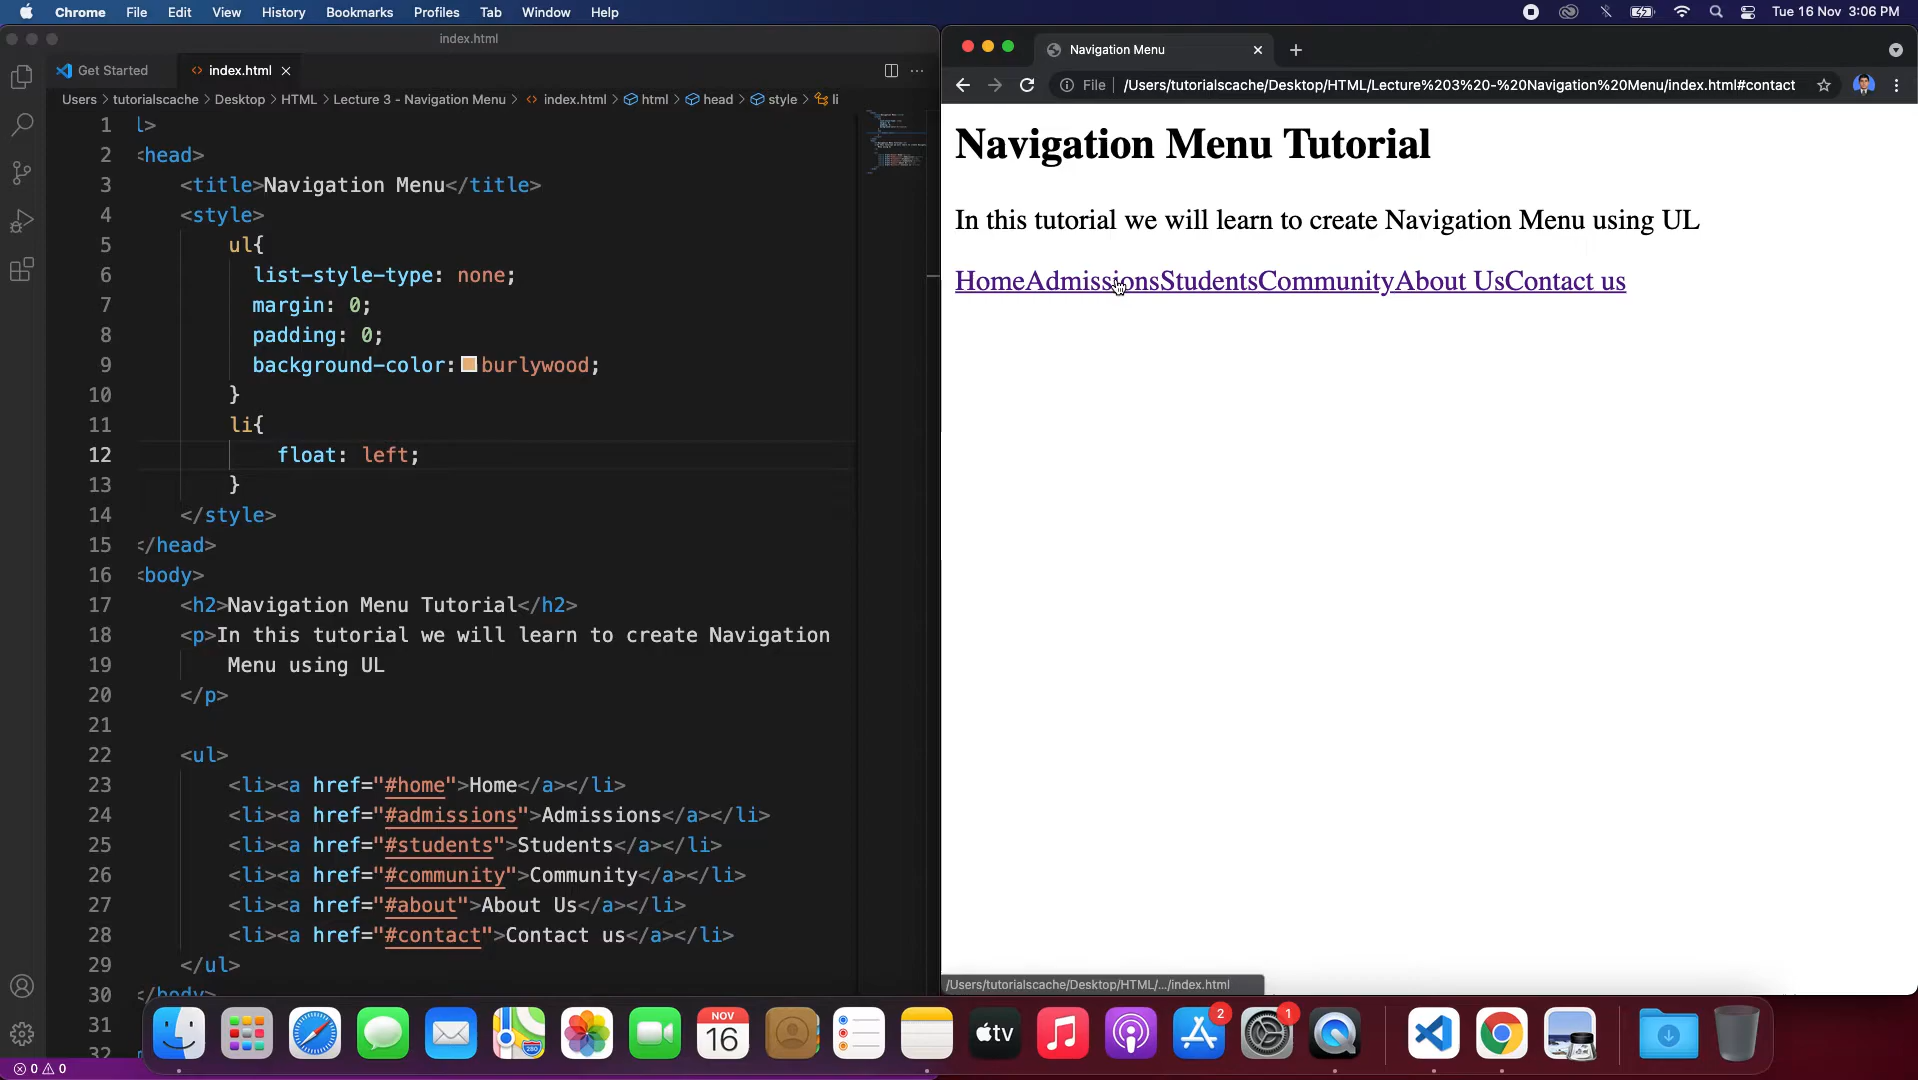 Chrome File Edit View History Bookmarks Profiles Tab Window Help
Tue 16 Nov 3:06 PM
index.html
Get Started
<> index.html
Users > tutorialscache > Desktop > HTML > Lecture 3 - Navigation Menu > <> index.html > html > head > style > li
1 l>
2 <head>
3 <title>Navigation Menu</title>
4 <style>
5 ul{
6 list-style-type: none;
7 margin: 0;
8 padding: 0;
9 background-color: burlywood;
10 }
11 li{
12 float: left;
13 }
14 </style>
15 </head>
16 <body>
17 <h2>Navigation Menu Tutorial</h2>
18 <p>In this tutorial we will learn to create Navigation
19 Menu using UL
20 </p>
21
22 <ul>
23 <li><a href="#home">Home</a></li>
24 <li><a href="#admissions">Admissions</a></li>
25 <li><a href="#students">Students</a></li>
26 <li><a href="#community">Community</a></li>
27 <li><a href="#about">About Us</a></li>
28 <li><a href="#contact">Contact us</a></li>
29 </ul>
30 </body>
31
32
0 0
Navigation Menu
File /Users/tutorialscache/Desktop/HTML/Lecture%203%20-%20Navigation%20Menu/index.html#contact
Navigation Menu Tutorial
In this tutorial we will learn to create Navigation Menu using UL
HomeAdmissionsStudentsCommunityAbout UsContact us
/Users/tutorialscache/Desktop/HTML/.../index.html
NOV
16
280
tv
2
1